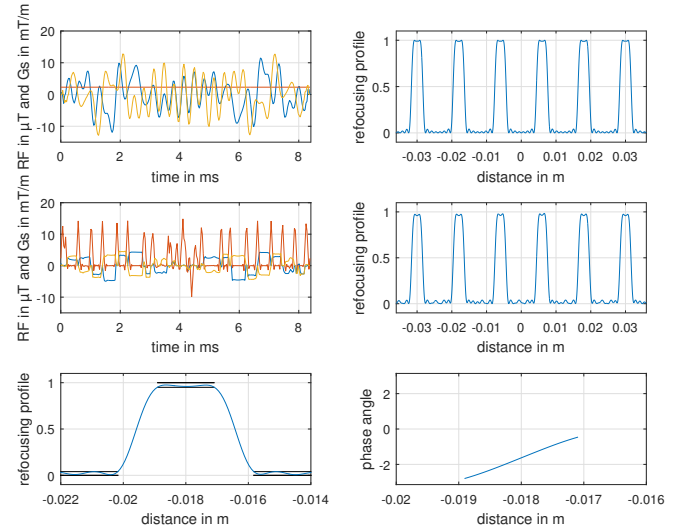 20
10
0
-10
0 2 4 6 8
time in ms
RF in µT and Gs in mT/m
1
0.5
0
-0.03 -0.02 -0.01 0 0.01 0.02 0.03
distance in m
refocusing profile
20
10
0
-10
0 2 4 6 8
time in ms
RF in µT and Gs in mT/m
1
0.5
0
-0.03 -0.02 -0.01 0 0.01 0.02 0.03
distance in m
refocusing profile
1
0.5
0
-0.022 -0.02 -0.018 -0.016 -0.014
distance in m
refocusing profile
2
0
-2
-0.02 -0.019 -0.018 -0.017 -0.016
distance in m
phase angle